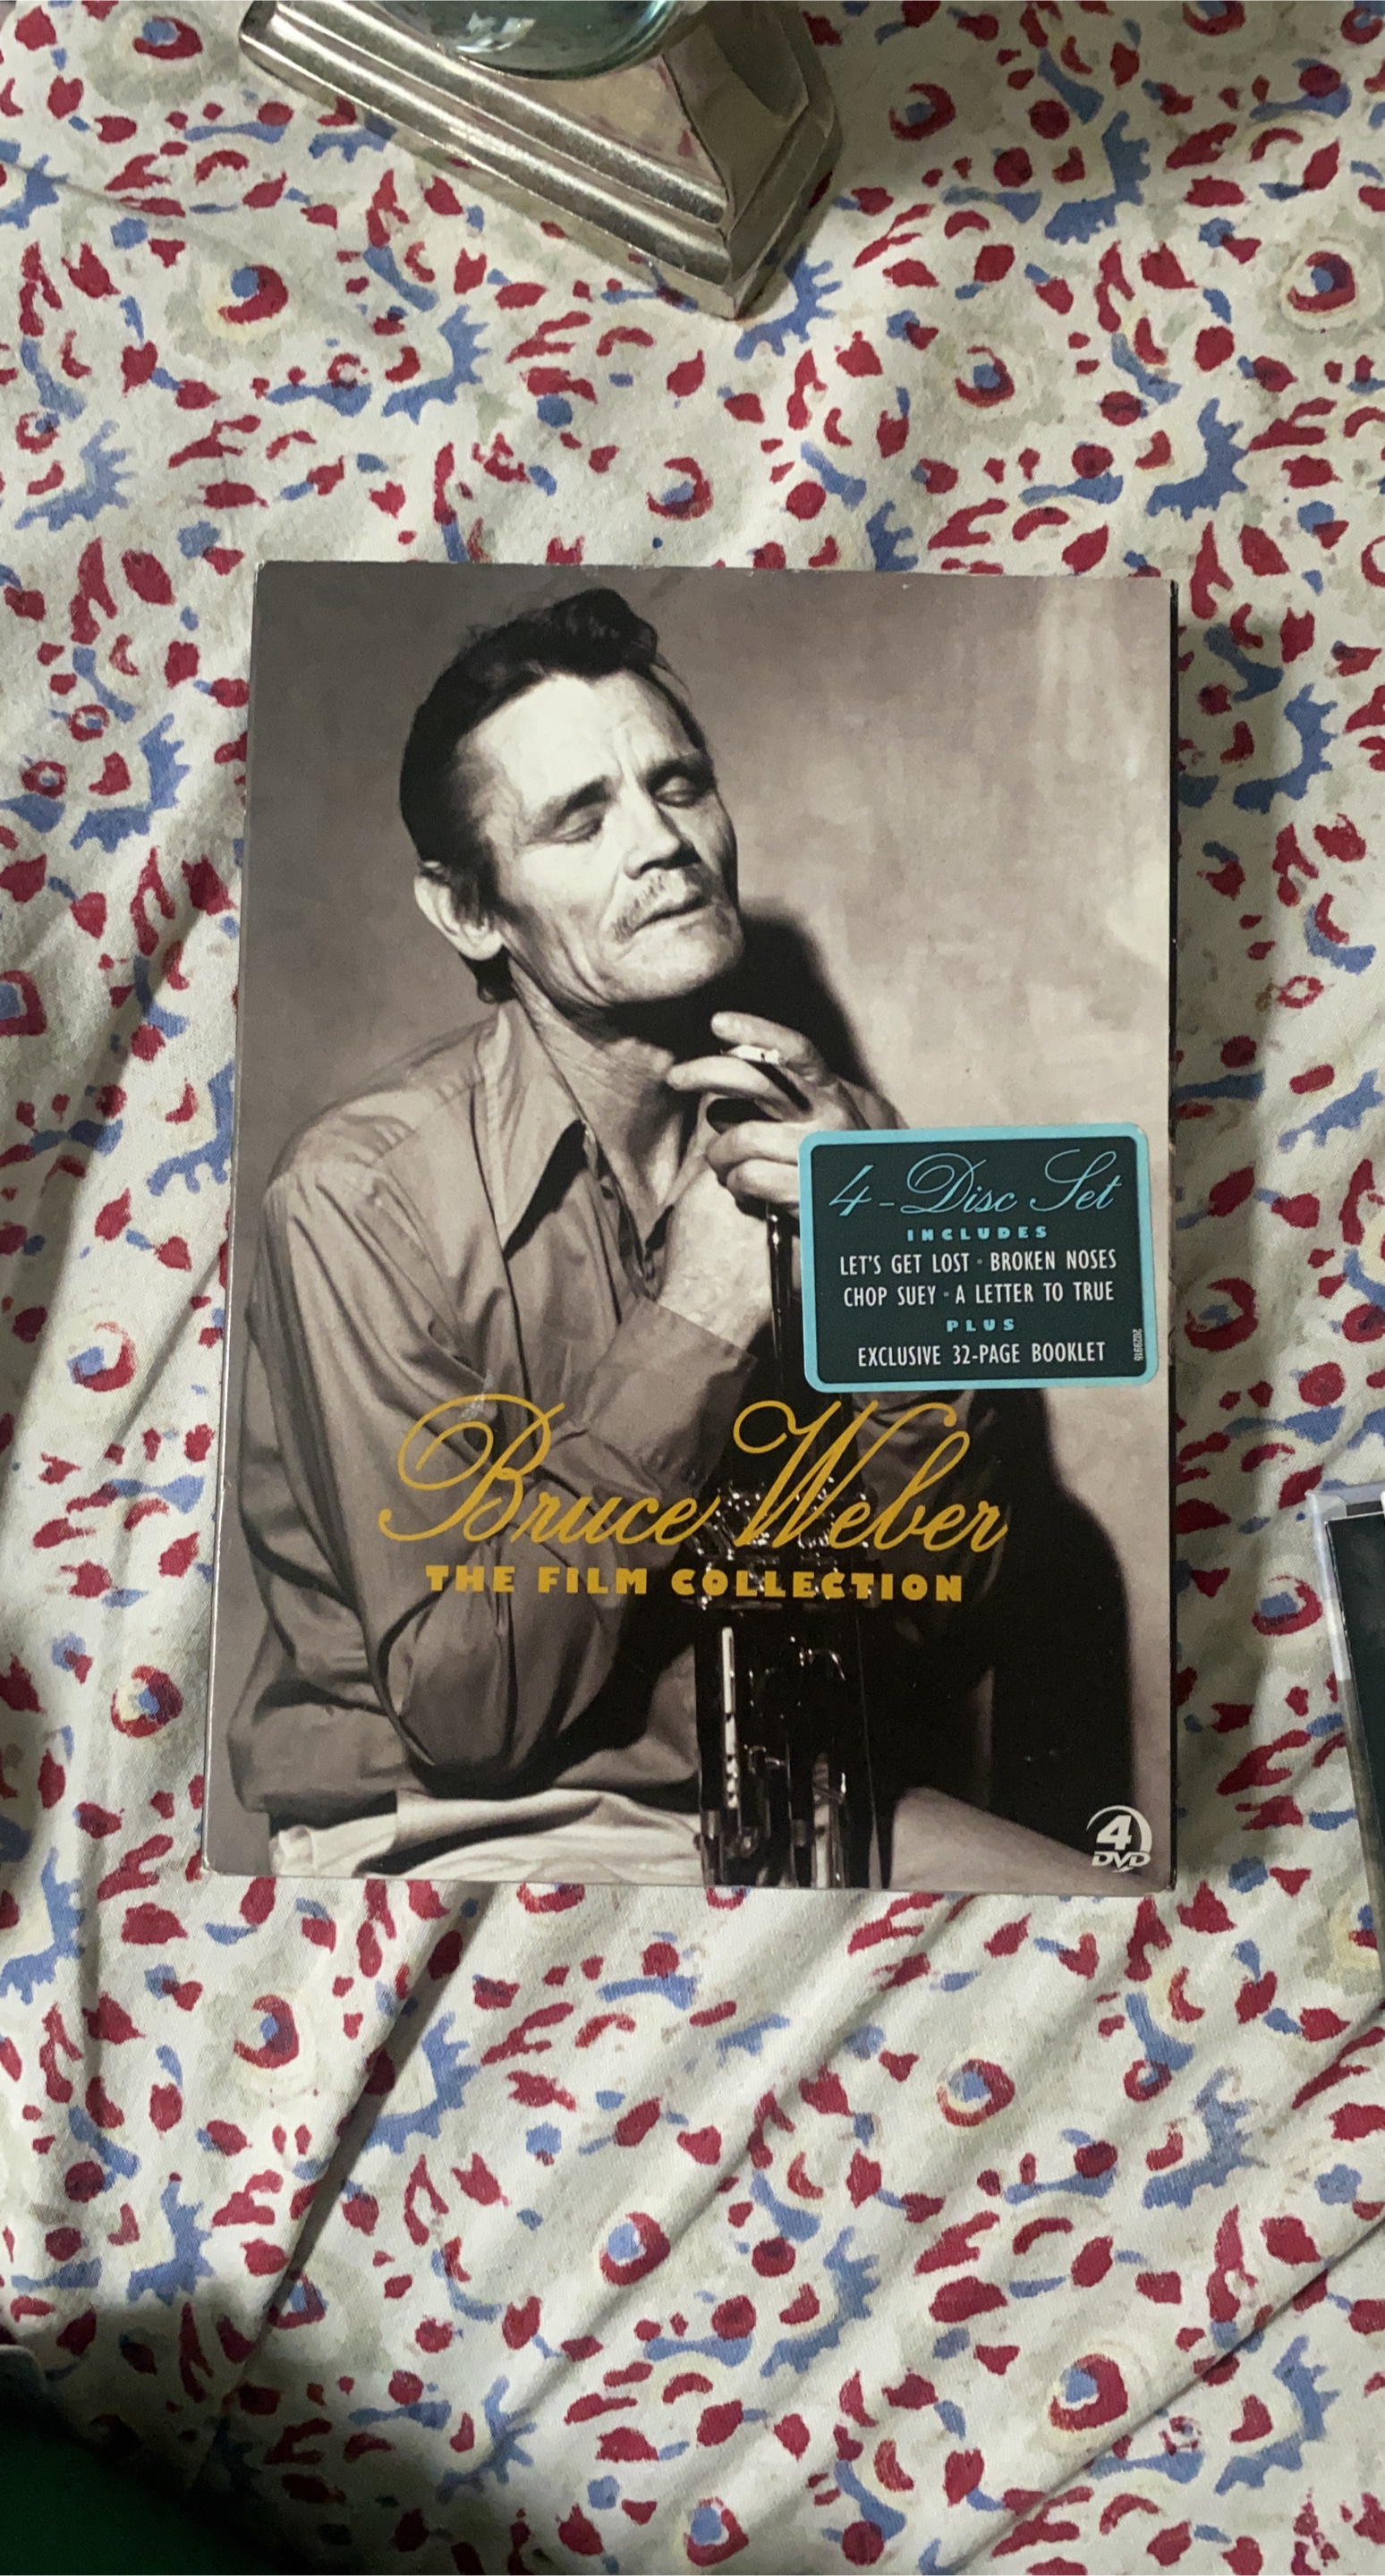 4-Disc Set
INCLUDES
LET'S GET LOST • BROKEN NOSES
CHOP SUEY • A LETTER TO TRUE
PLUS
EXCLUSIVE 32-PAGE BOOKLET
Bruce Weber
THE FILM COLLECTION
4
DVD